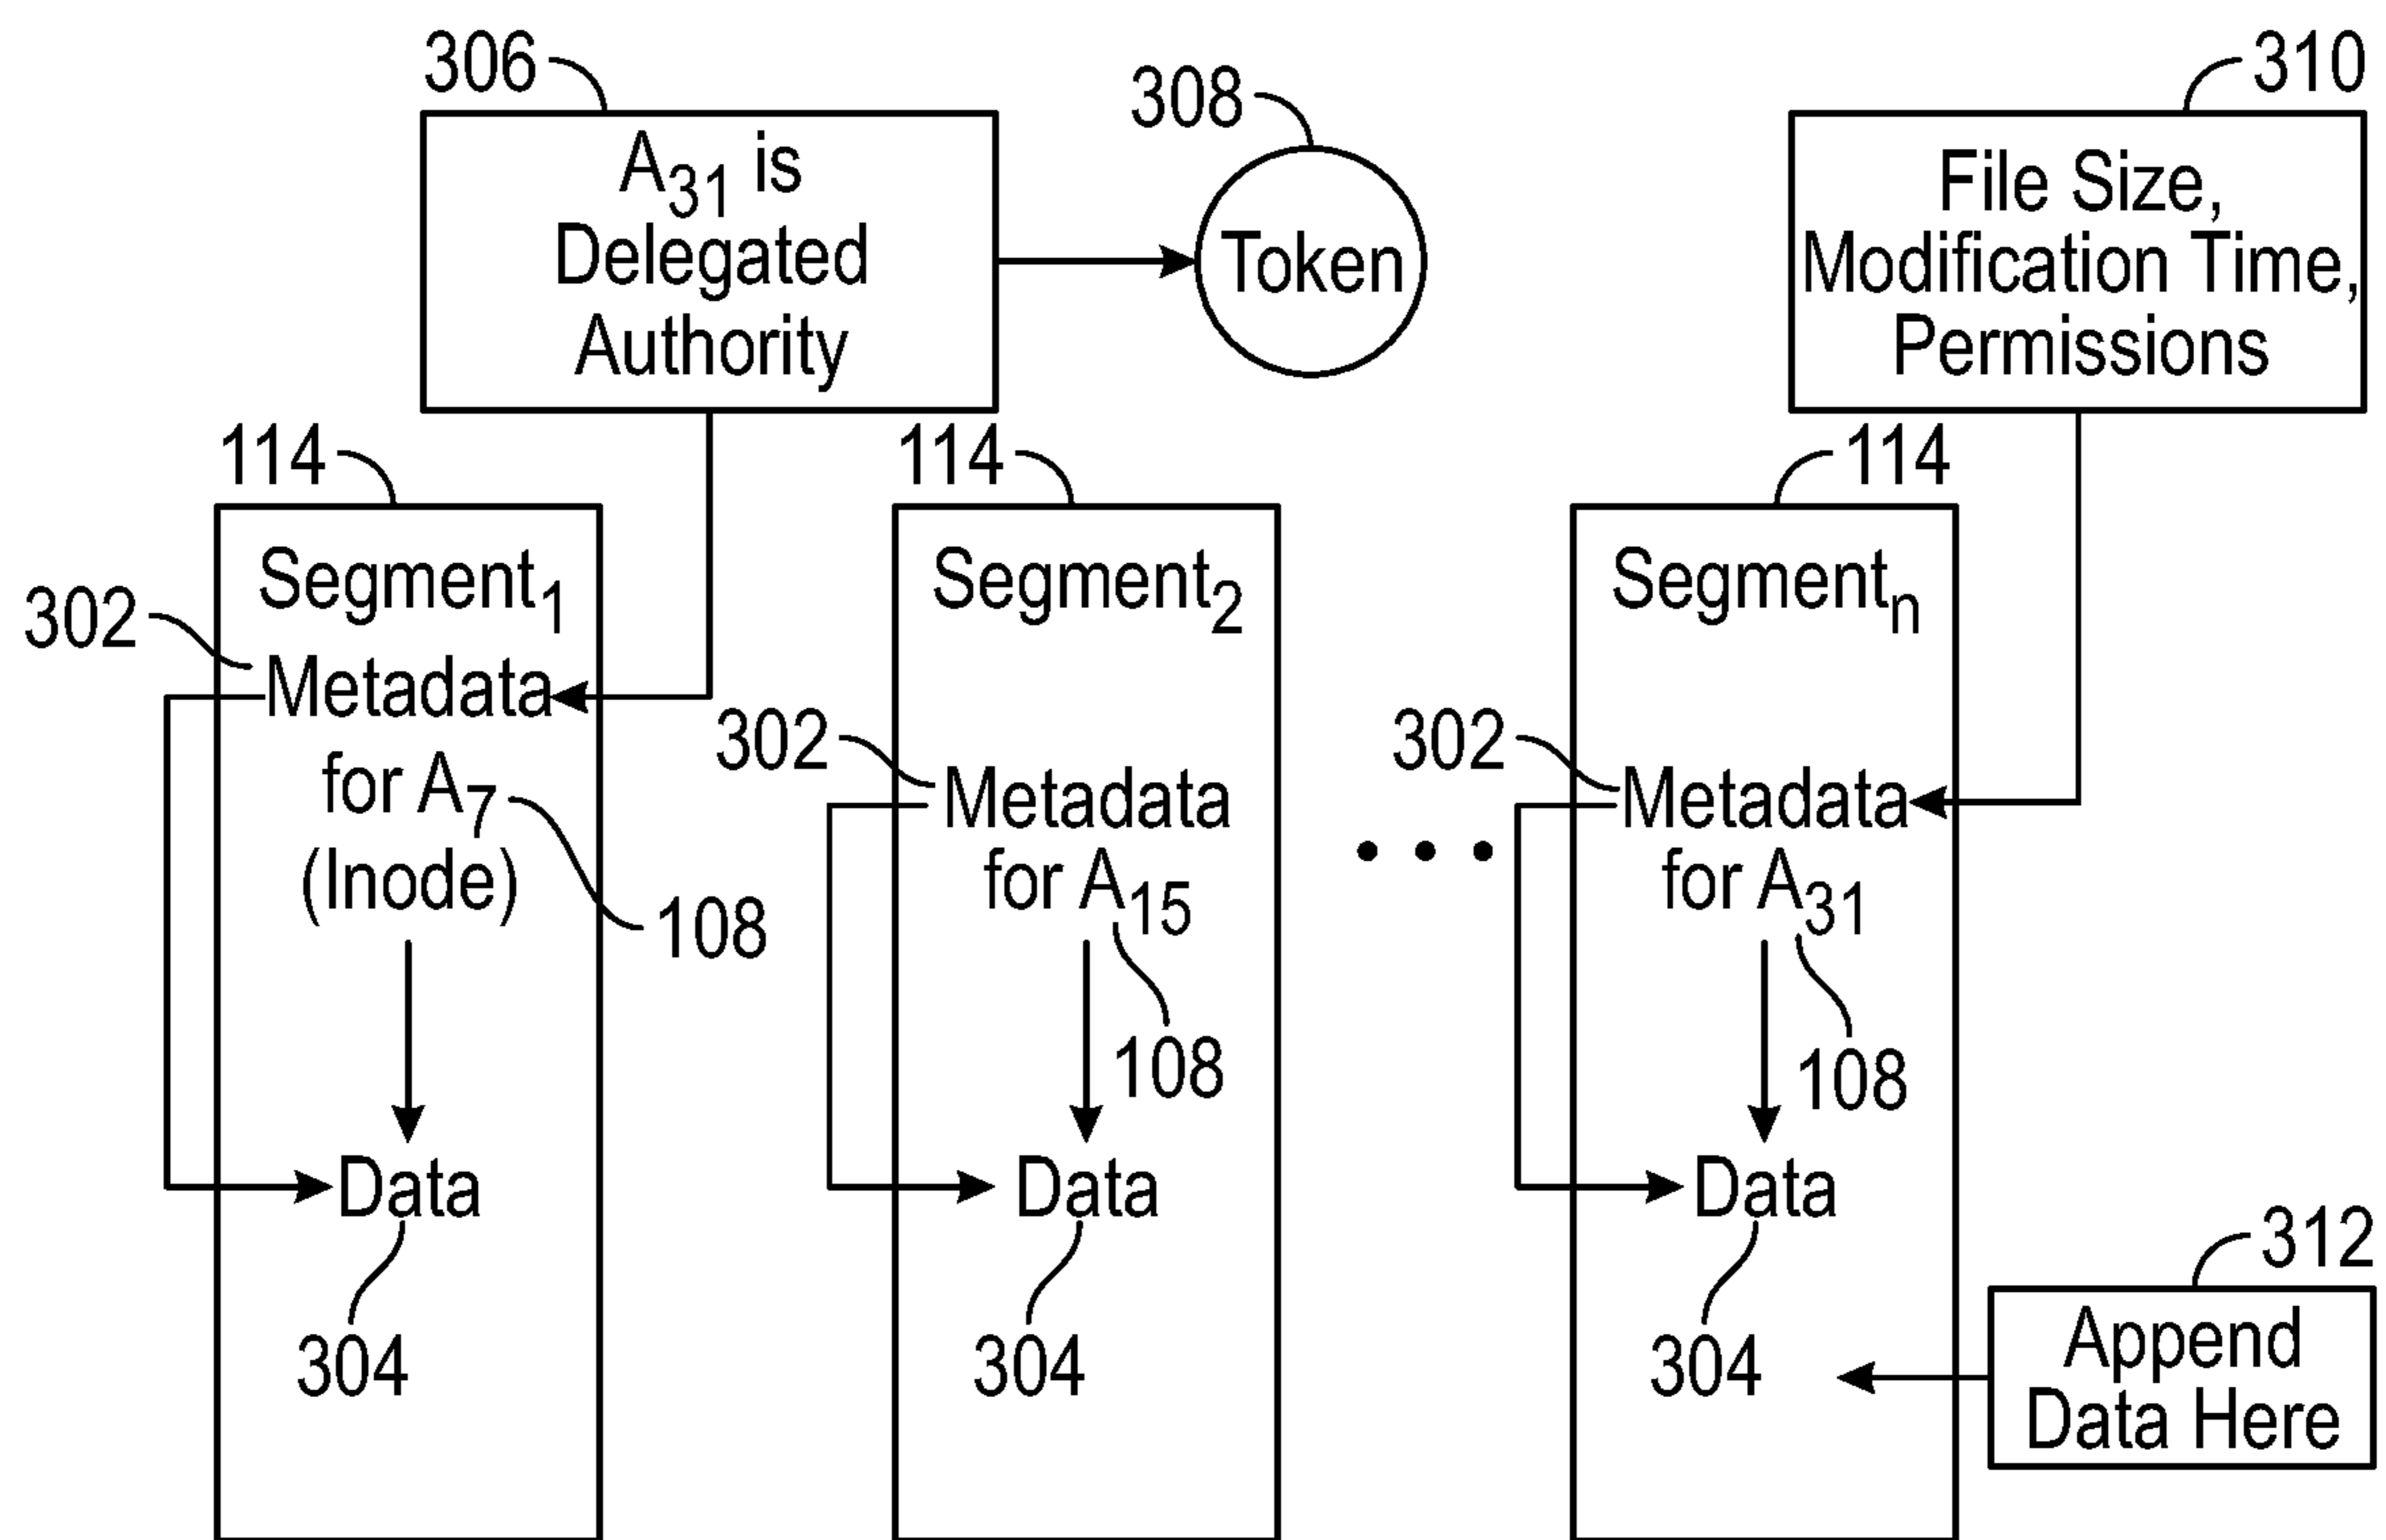 306
308
310
A31 is
Delegated
Authority
Token
File Size,
Modification Time,
Permissions
114
114
114
Segment1
302
Metadata
for A7
(Inode)
108
Data
304
Segment2
302
Metadata
for A15
108
Data
304
• • •
Segmentn
302
Metadata
for A31
108
Data
304
312
Append
Data Here